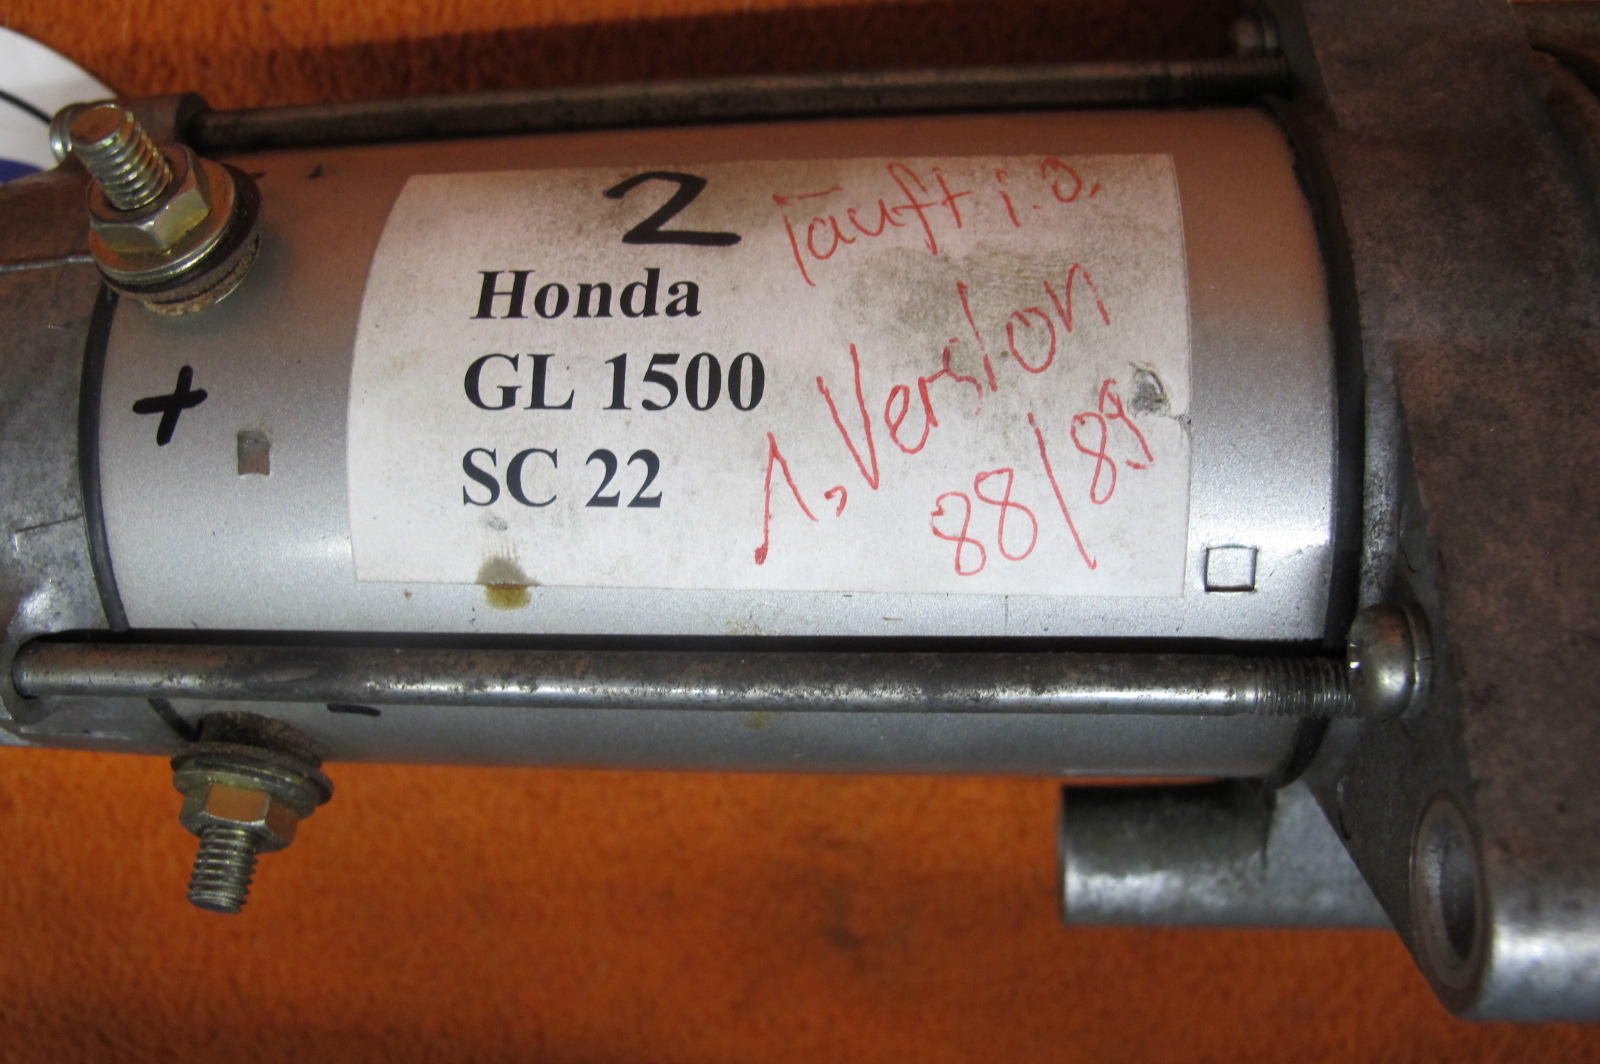 2
läuft i.O.
Honda
GL 1500
SC 22
1. Version
88/89
+
-